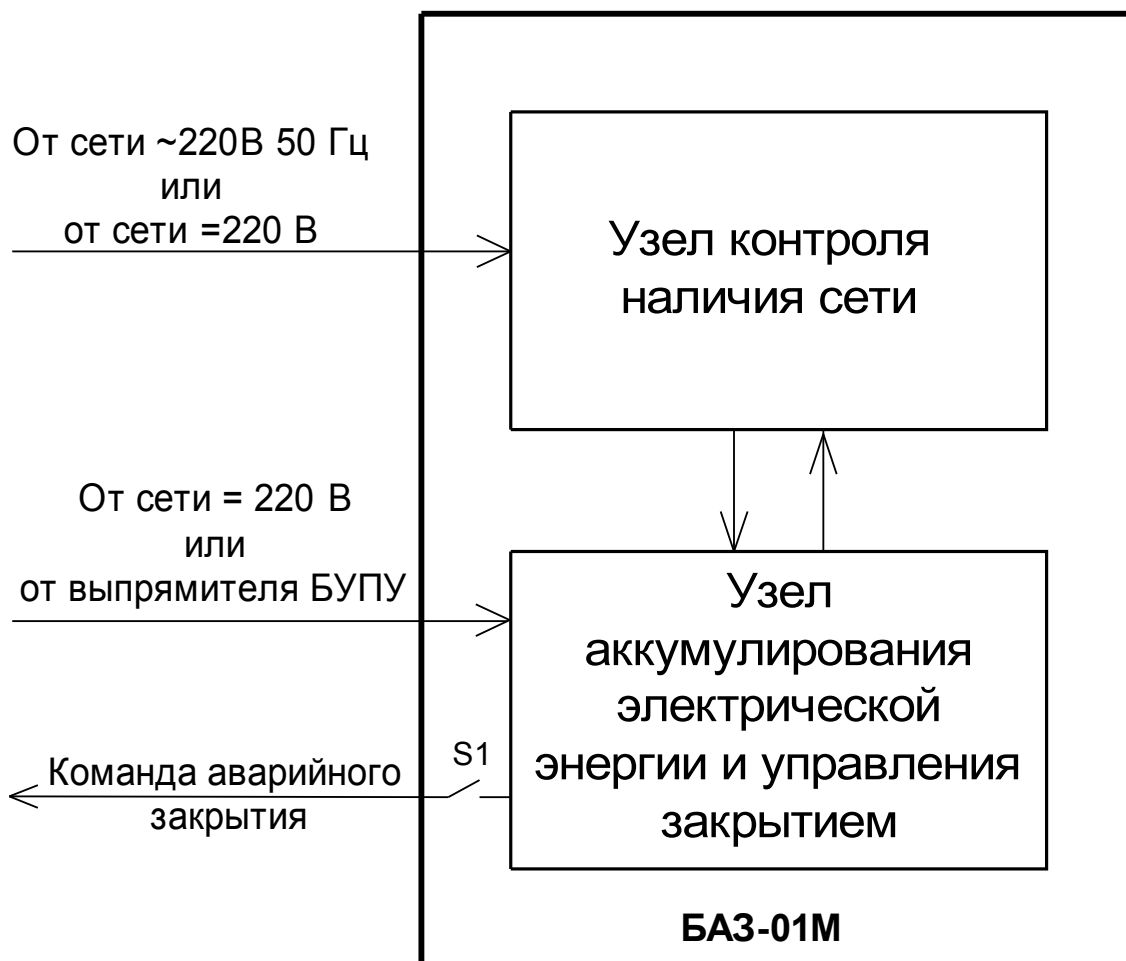 От сети ~220В 50 Гц
или
от сети =220 В
Узел контроля
наличия сети
От сети = 220 В
или
от выпрямителя БУПУ
Узел
аккумулирования
электрической
энергии и управления
закрытием
S1
Команда аварийного
закрытия
БАЗ-01М